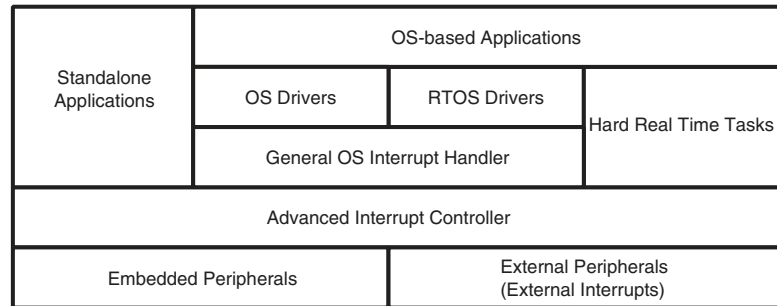 OS-based Applications
Standalone
Applications
OS Drivers
RTOS Drivers
Hard Real Time Tasks
General OS Interrupt Handler
Advanced Interrupt Controller
Embedded Peripherals
External Peripherals
(External Interrupts)